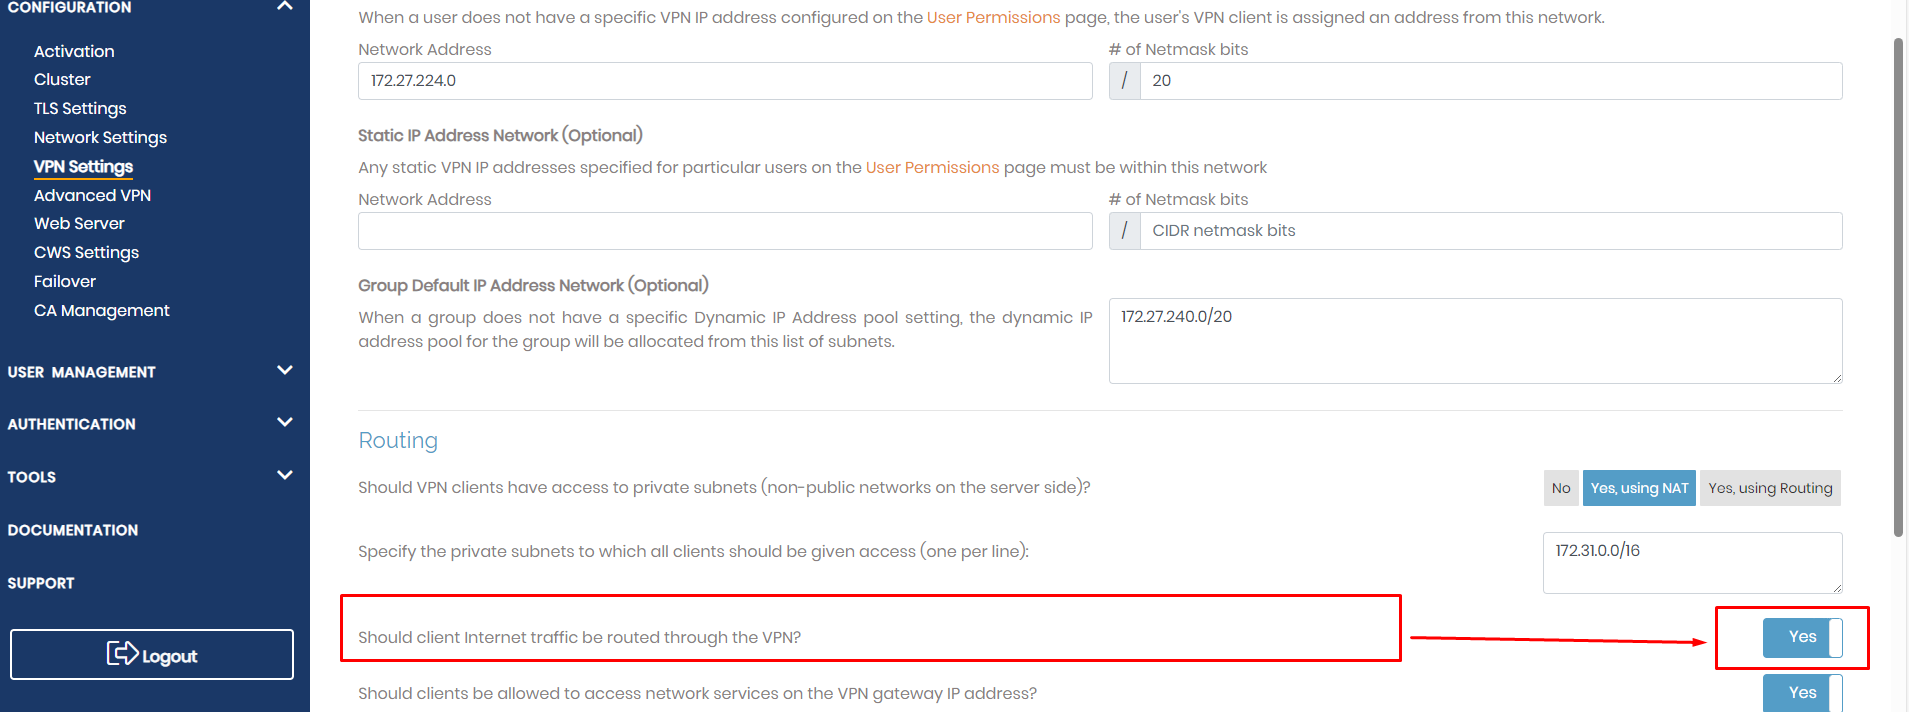 CONFIGURATION
Activation
Cluster
TLS Settings
Network Settings
VPN Settings
Advanced VPN
Web Server
CWS Settings
Failover
CA Management
USER MANAGEMENT
AUTHENTICATION
TOOLS
DOCUMENTATION
SUPPORT
Logout
When a user does not have a specific VPN IP address configured on the User Permissions page, the user's VPN client is assigned an address from this network.
Network Address
# of Netmask bits
172.27.224.0
/ 20
Static IP Address Network (Optional)
Any static VPN IP addresses specified for particular users on the User Permissions page must be within this network
Network Address
# of Netmask bits
/ CIDR netmask bits
Group Default IP Address Network (Optional)
When a group does not have a specific Dynamic IP Address pool setting, the dynamic IP
address pool for the group will be allocated from this list of subnets.
172.27.240.0/20
Routing
Should VPN clients have access to private subnets (non-public networks on the server side)?
No Yes, using NAT Yes, using Routing
Specify the private subnets to which all clients should be given access (one per line):
172.31.0.0/16
Should client Internet traffic be routed through the VPN?
Yes
Should clients be allowed to access network services on the VPN gateway IP address?
Yes